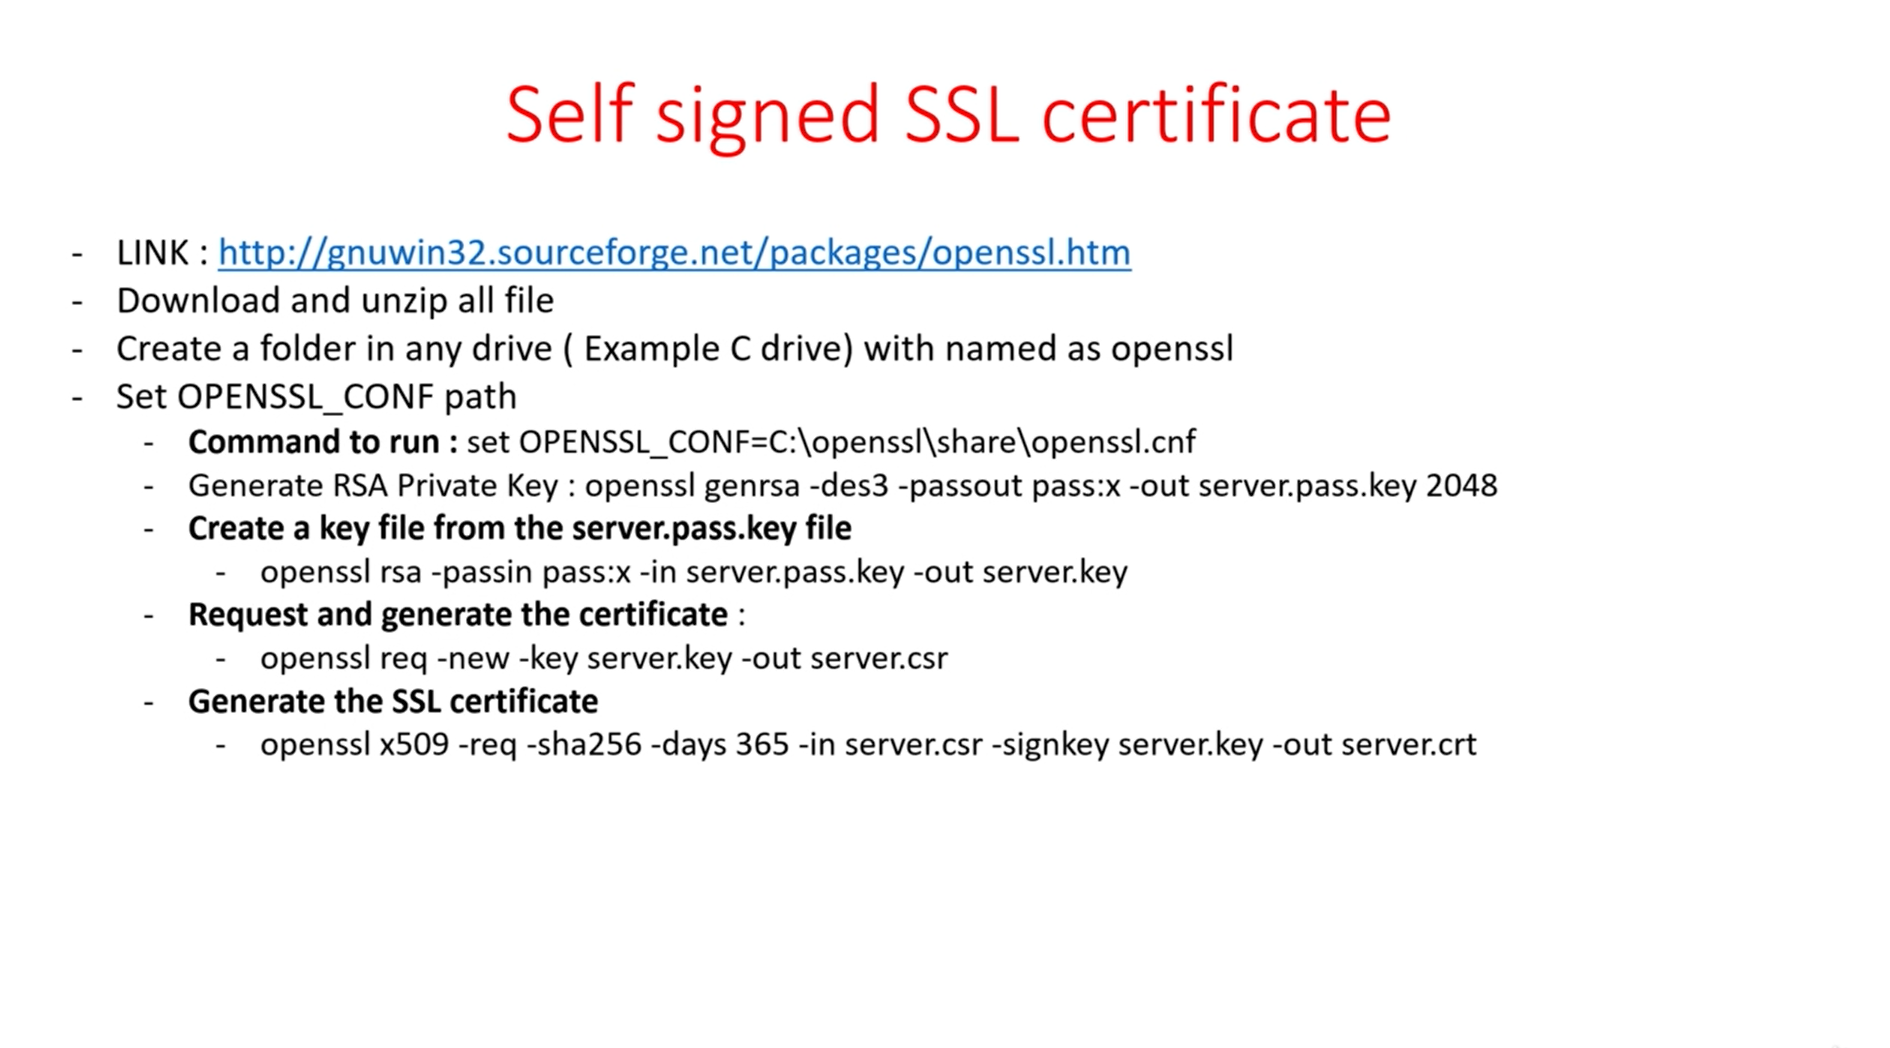 Self signed SSL certificate
- LINK : http://gnuwin32.sourceforge.net/packages/openssl.htm
- Download and unzip all file
- Create a folder in any drive ( Example C drive) with named as openssl
- Set OPENSSL_CONF path
- Command to run : set OPENSSL_CONF=C:\openssl\share\openssl.cnf
- Generate RSA Private Key : openssl genrsa -des3 -passout pass:x -out server.pass.key 2048
- Create a key file from the server.pass.key file
- openssl rsa -passin pass:x -in server.pass.key -out server.key
- Request and generate the certificate :
- openssl req -new -key server.key -out server.csr
- Generate the SSL certificate
- openssl x509 -req -sha256 -days 365 -in server.csr -signkey server.key -out server.crt